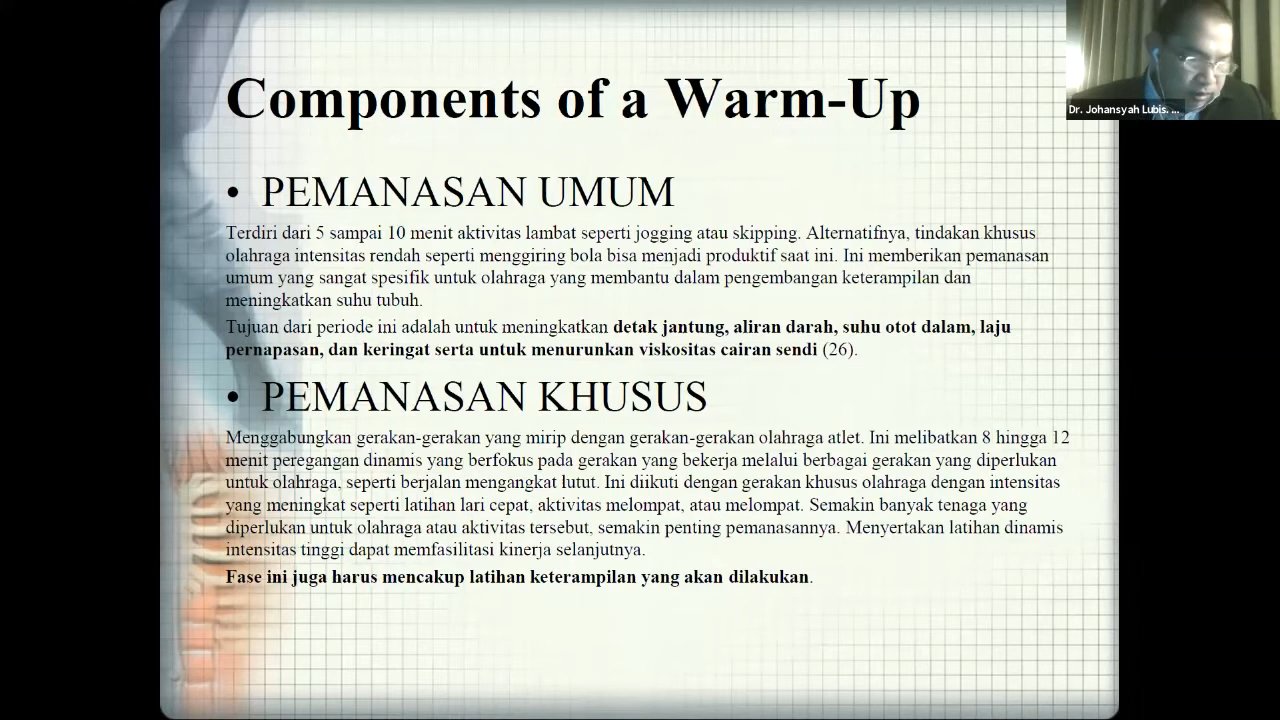 Components of a Warm-Up
Dr. Johansyah Lubis. ...
• PEMANASAN UMUM
Terdiri dari 5 sampai 10 menit aktivitas lambat seperti jogging atau skipping. Alternatifnya, tindakan khusus
olahraga intensitas rendah seperti menggiring bola bisa menjadi produktif saat ini. Ini memberikan pemanasan
umum yang sangat spesifik untuk olahraga yang membantu dalam pengembangan keterampilan dan
meningkatkan suhu tubuh.
Tujuan dari periode ini adalah untuk meningkatkan detak jantung, aliran darah, suhu otot dalam, laju
pernapasan, dan keringat serta untuk menurunkan viskositas cairan sendi (26).
• PEMANASAN KHUSUS
Menggabungkan gerakan-gerakan yang mirip dengan gerakan-gerakan olahraga atlet. Ini melibatkan 8 hingga 12
menit peregangan dinamis yang berfokus pada gerakan yang bekerja melalui berbagai gerakan yang diperlukan
untuk olahraga, seperti berjalan mengangkat lutut. Ini diikuti dengan gerakan khusus olahraga dengan intensitas
yang meningkat seperti latihan lari cepat, aktivitas melompat, atau melompat. Semakin banyak tenaga yang
diperlukan untuk olahraga atau aktivitas tersebut, semakin penting pemanasannya. Menyertakan latihan dinamis
intensitas tinggi dapat memfasilitasi kinerja selanjutnya.
Fase ini juga harus mencakup latihan keterampilan yang akan dilakukan.